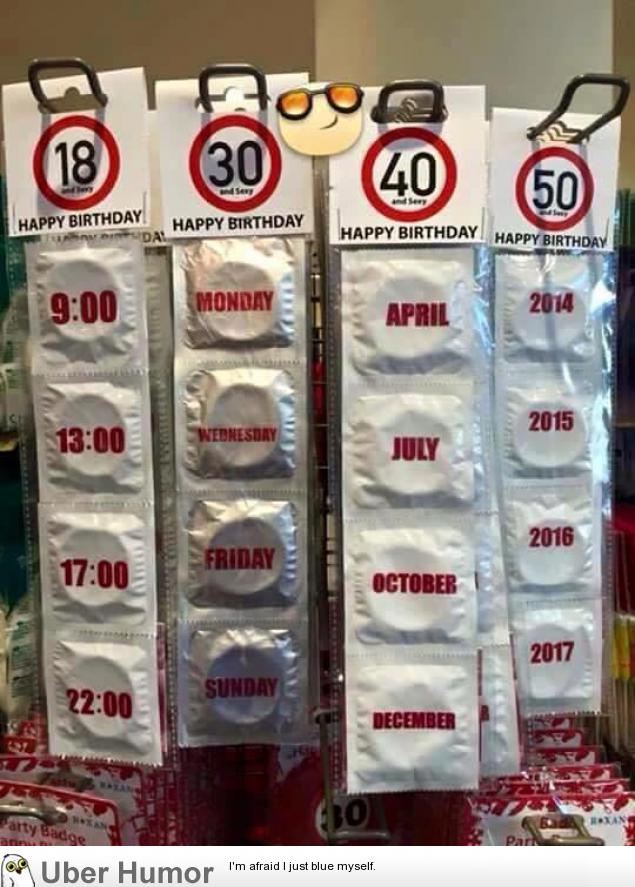 18
and Sexy
HAPPY BIRTHDAY
9:00
13:00
17:00
22:00
30
and Sexy
HAPPY BIRTHDAY
MONDAY
WEDNESDAY
FRIDAY
SUNDAY
40
and Sexy
HAPPY BIRTHDAY
APRIL
JULY
OCTOBER
DECEMBER
50
and Sexy
HAPPY BIRTHDAY
2014
2015
2016
2017
30
Party Badge
Uber Humor
I'm afraid I just blue myself.